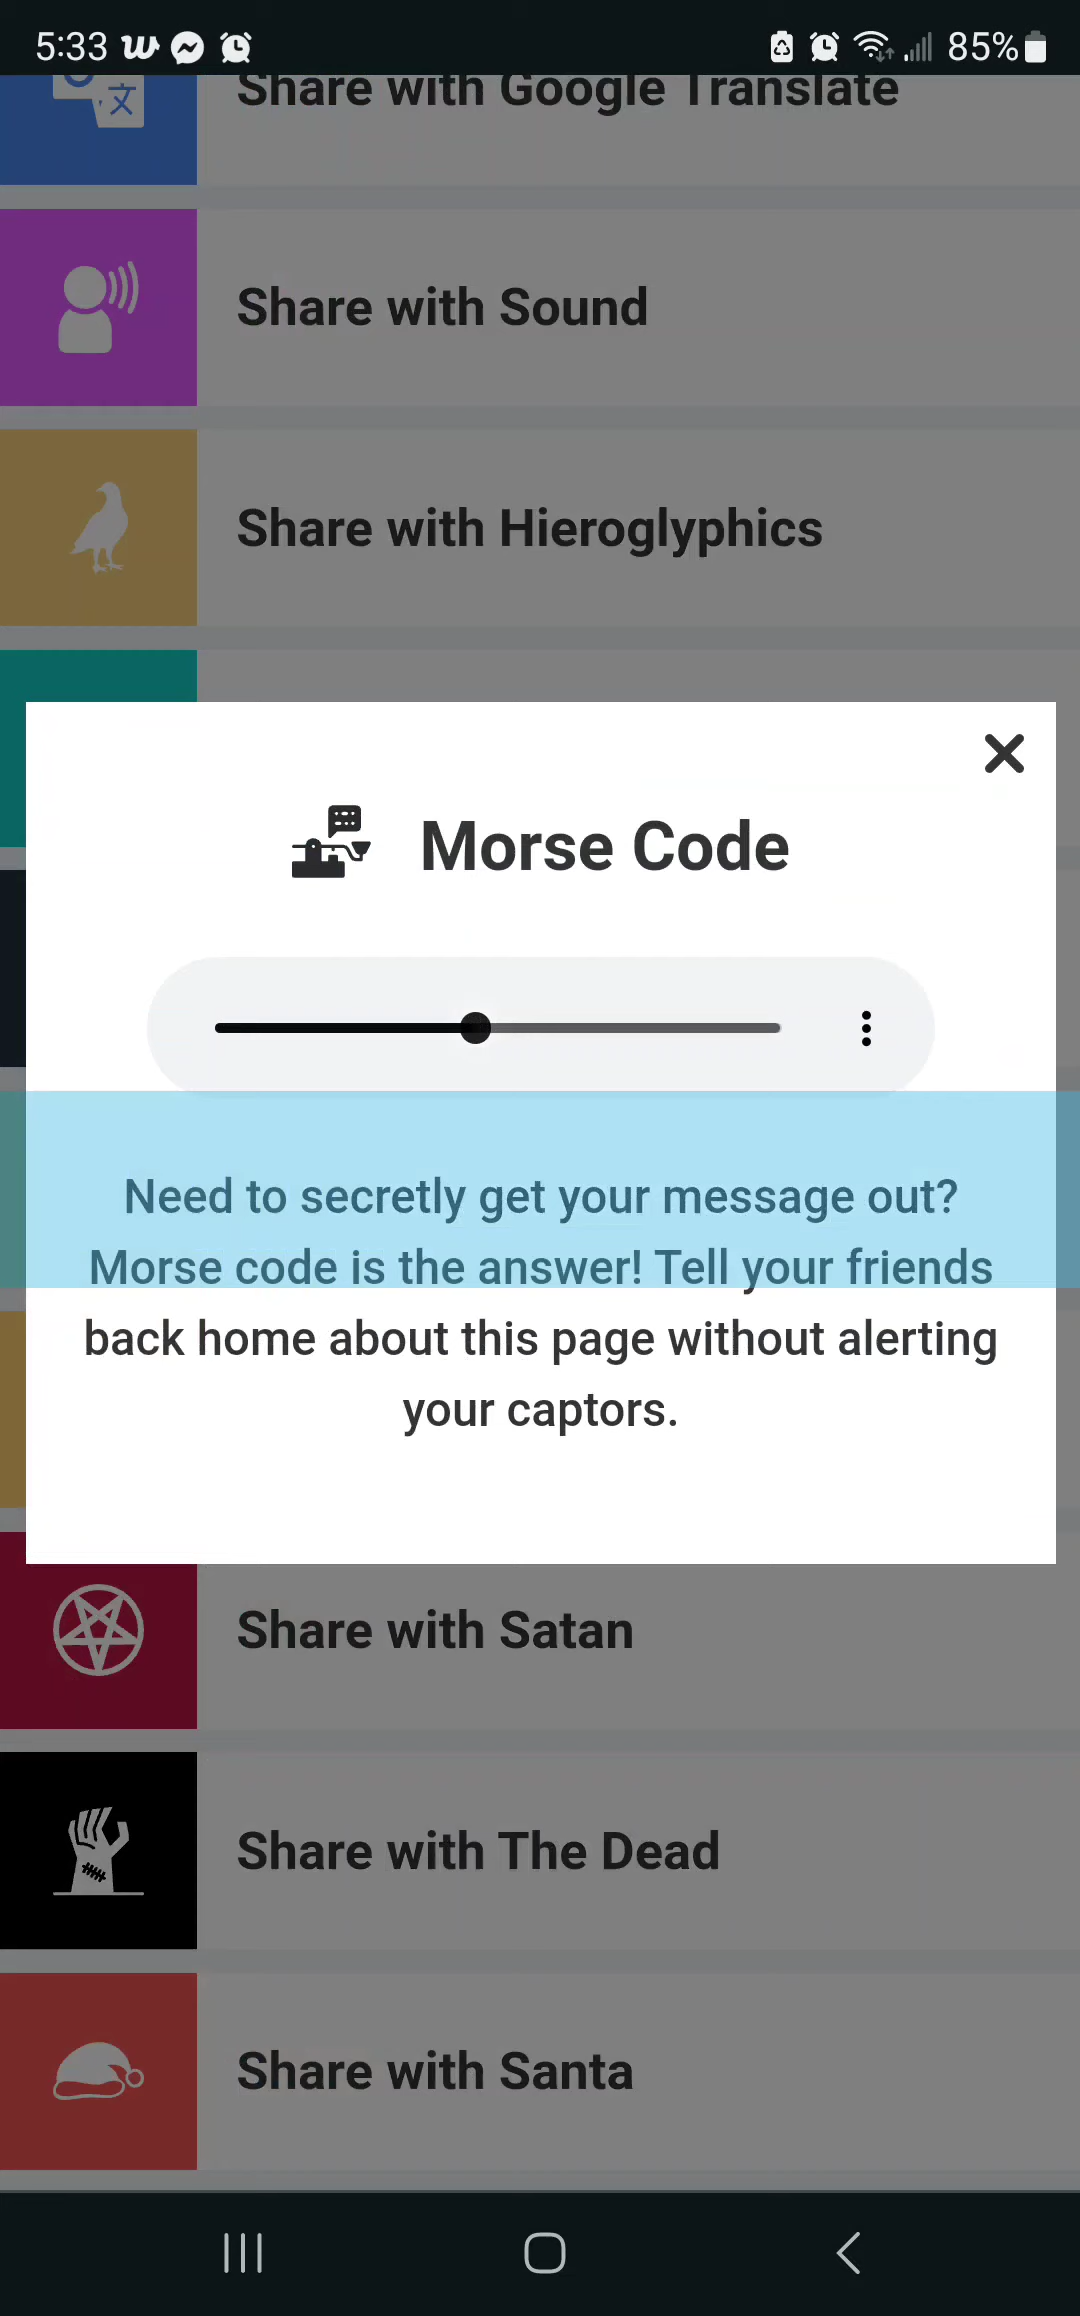 5:33
85%
Share with Google Translate
Share with Sound
Share with Hieroglyphics
Morse Code
Need to secretly get your message out?
Morse code is the answer! Tell your friends
back home about this page without alerting
your captors.
Share with Satan
Share with The Dead
Share with Santa